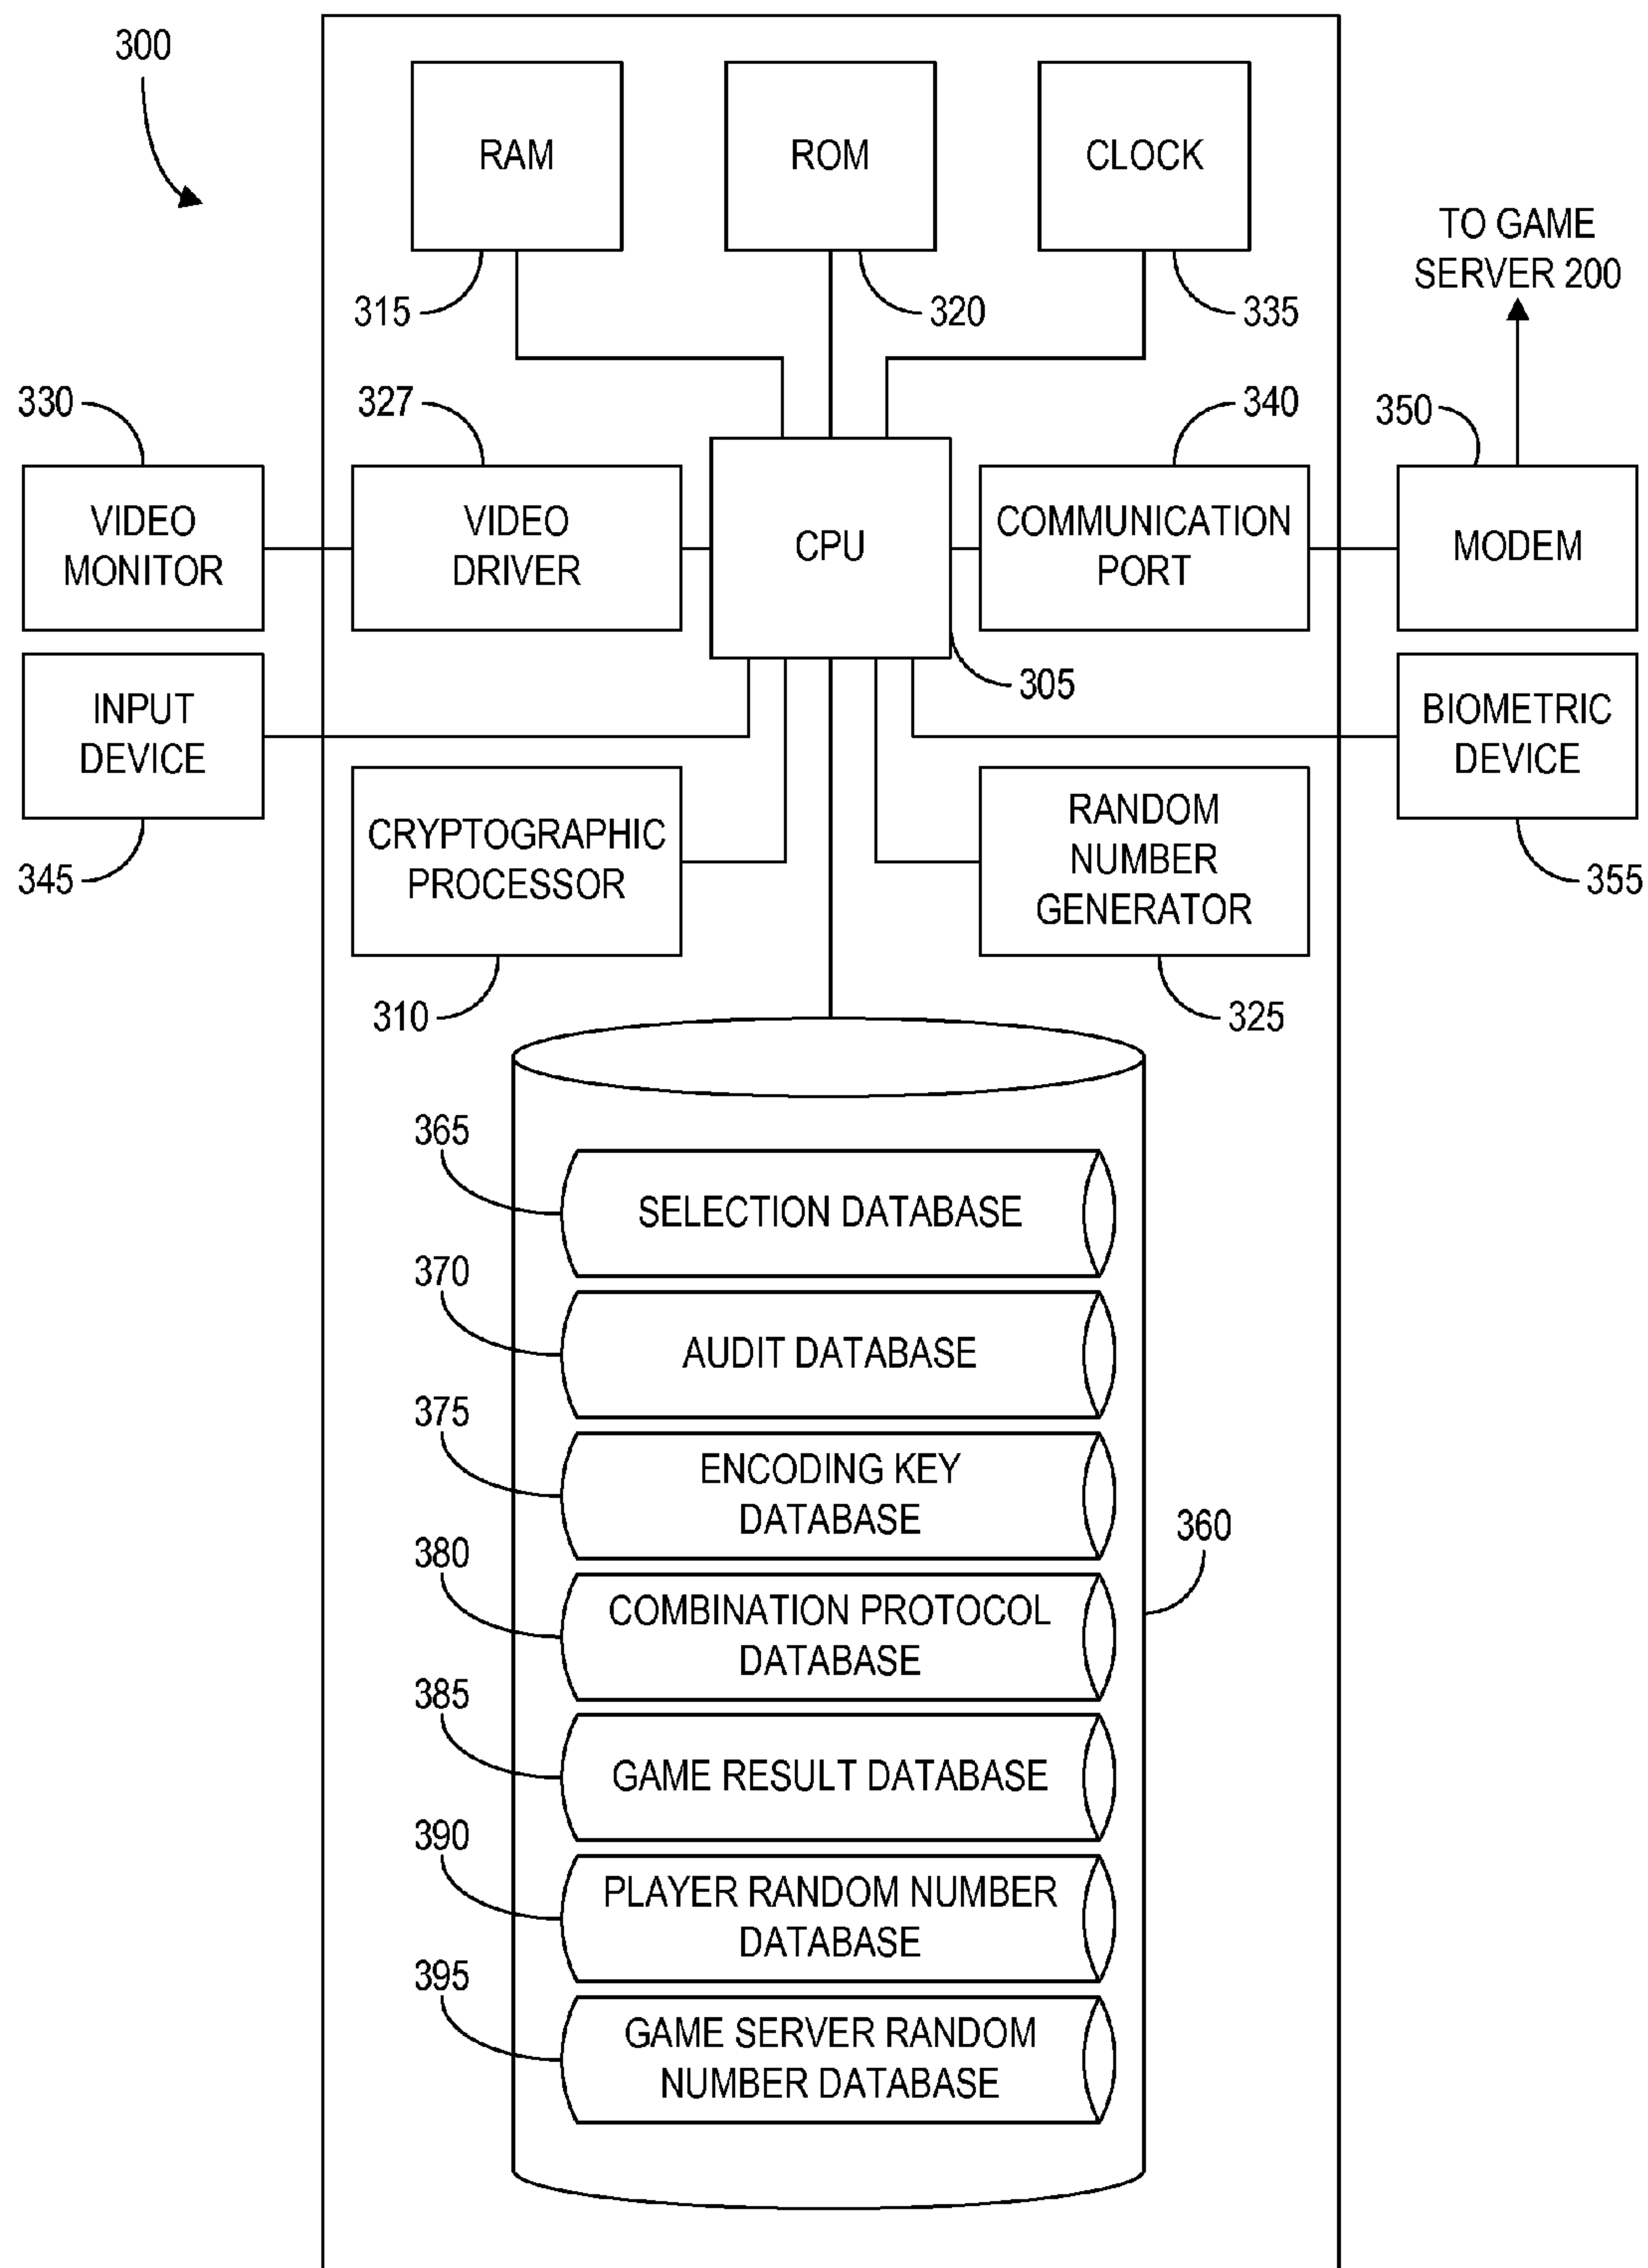 300
RAM
ROM
CLOCK
315
320
335
TO GAME
SERVER 200
330
327
340
350
VIDEO
MONITOR
VIDEO
DRIVER
CPU
COMMUNICATION
PORT
MODEM
305
INPUT
DEVICE
BIOMETRIC
DEVICE
345
355
CRYPTOGRAPHIC
PROCESSOR
RANDOM
NUMBER
GENERATOR
310
325
365
SELECTION DATABASE
370
AUDIT DATABASE
375
ENCODING KEY
DATABASE
360
380
COMBINATION PROTOCOL
DATABASE
385
GAME RESULT DATABASE
390
PLAYER RANDOM NUMBER
DATABASE
395
GAME SERVER RANDOM
NUMBER DATABASE